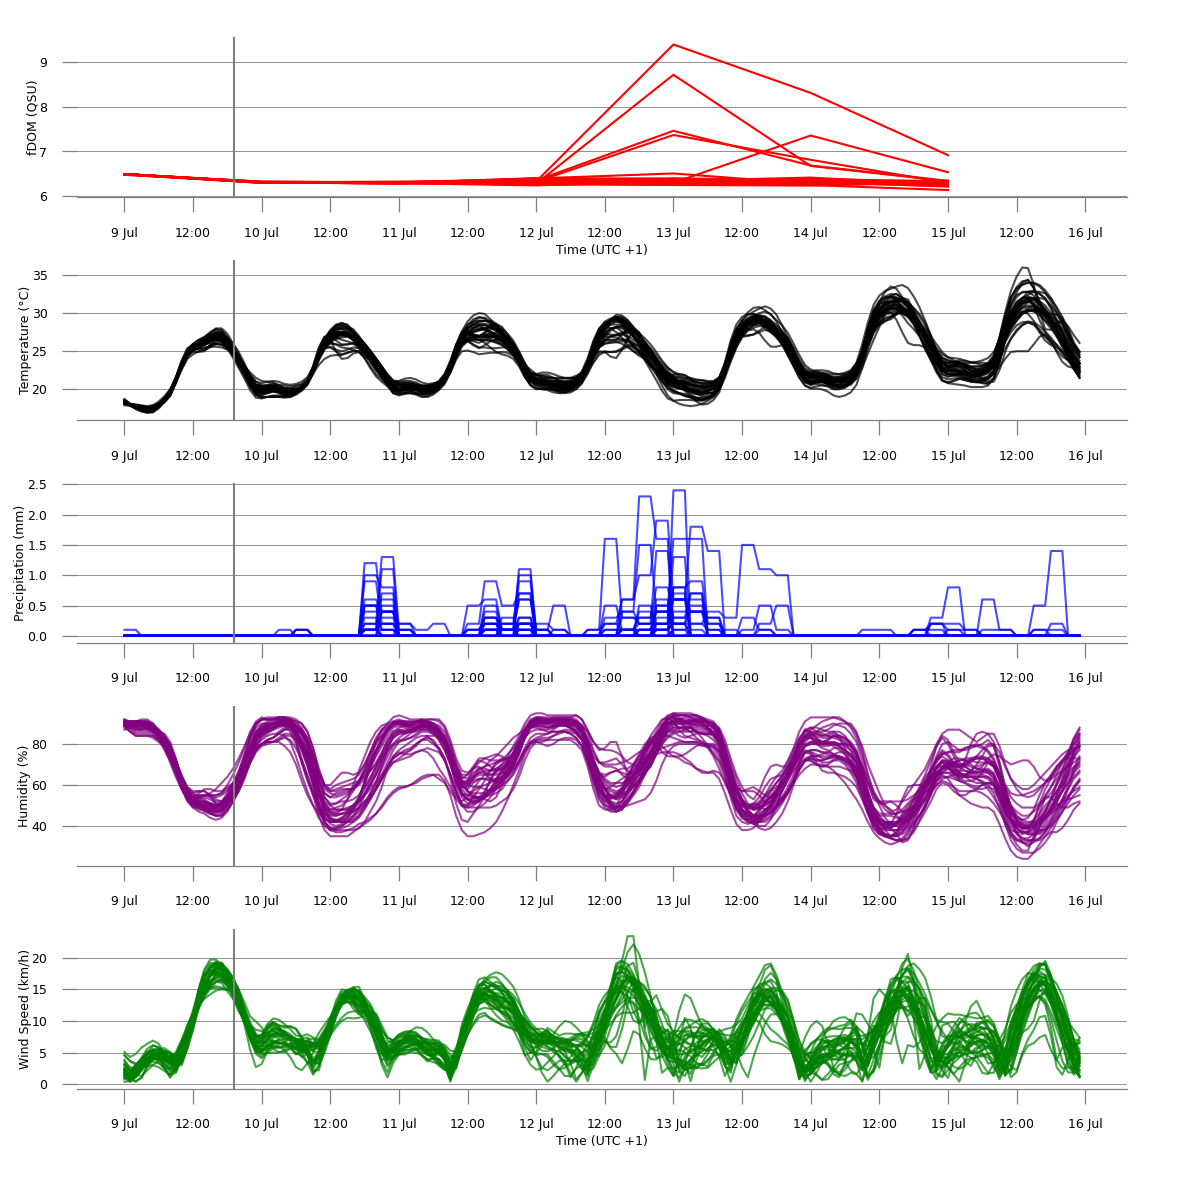 fDOM (QSU)
9
8
7
6
9 Jul 12:00 10 Jul 12:00 11 Jul 12:00 12 Jul 12:00 13 Jul 12:00 14 Jul 12:00 15 Jul 12:00 16 Jul
Time (UTC +1)
Temperature (°C)
35
30
25
20
9 Jul 12:00 10 Jul 12:00 11 Jul 12:00 12 Jul 12:00 13 Jul 12:00 14 Jul 12:00 15 Jul 12:00 16 Jul
Precipitation (mm)
2.5
2.0
1.5
1.0
0.5
0.0
9 Jul 12:00 10 Jul 12:00 11 Jul 12:00 12 Jul 12:00 13 Jul 12:00 14 Jul 12:00 15 Jul 12:00 16 Jul
Humidity (%)
80
60
40
9 Jul 12:00 10 Jul 12:00 11 Jul 12:00 12 Jul 12:00 13 Jul 12:00 14 Jul 12:00 15 Jul 12:00 16 Jul
Wind Speed (km/h)
20
15
10
5
0
9 Jul 12:00 10 Jul 12:00 11 Jul 12:00 12 Jul 12:00 13 Jul 12:00 14 Jul 12:00 15 Jul 12:00 16 Jul
Time (UTC +1)